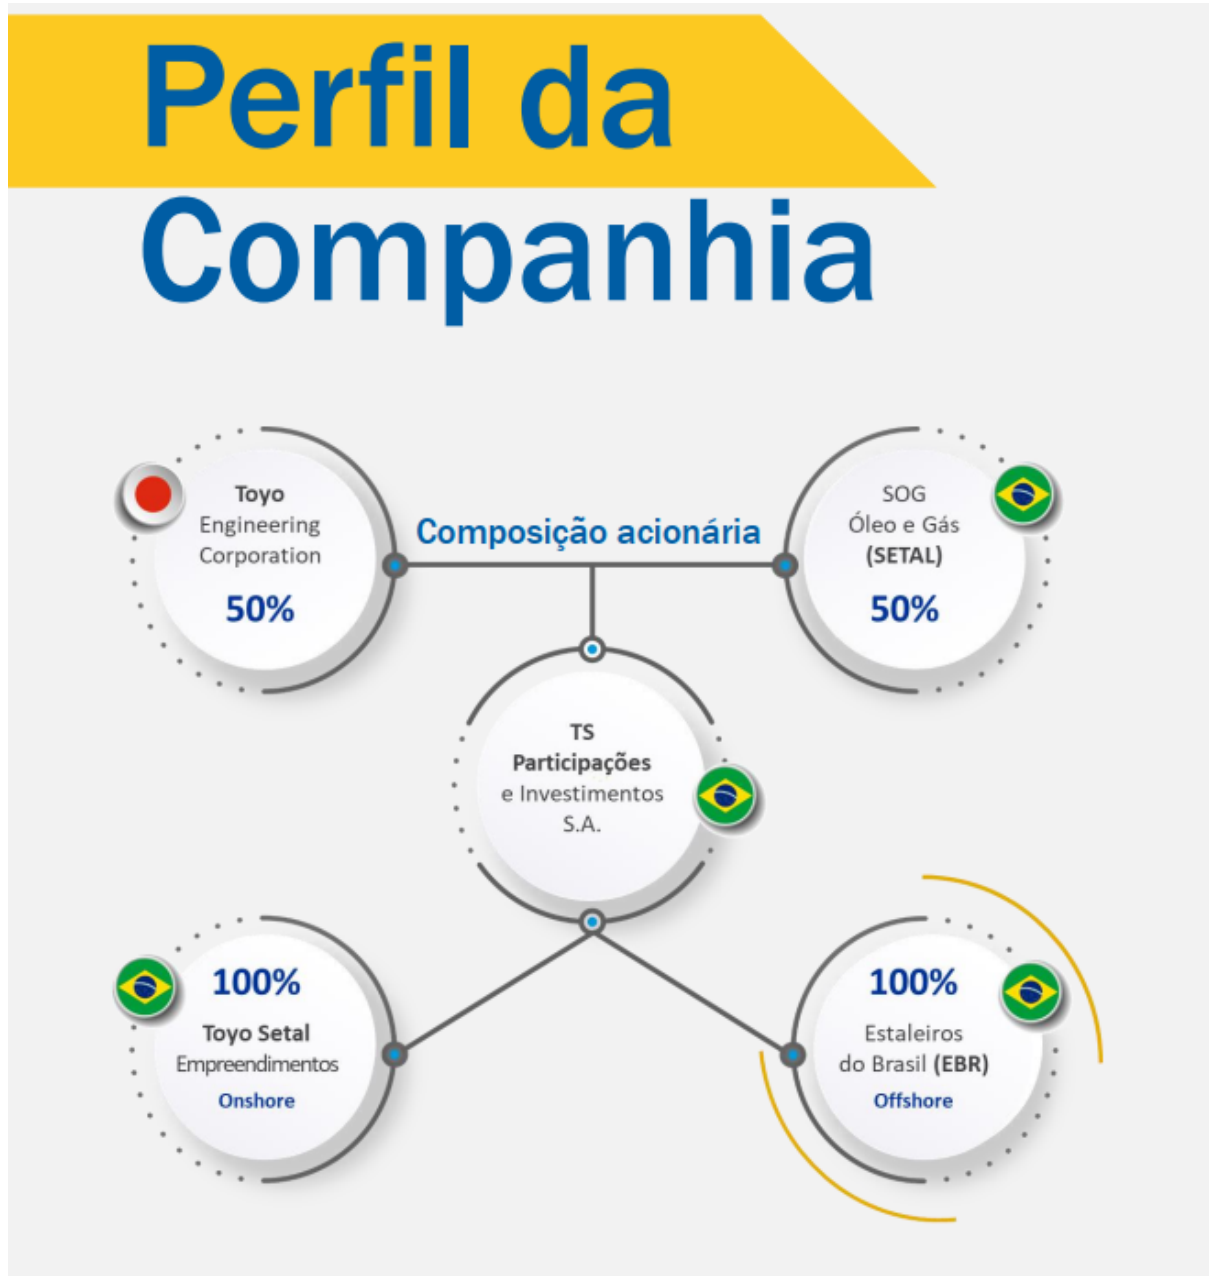 Perfil da
Companhia
Toyo
Engineering
Corporation
50%
Composição acionária
SOG
Óleo e Gás
(SETAL)
50%
TS
Participações
e Investimentos
S.A.
100%
Toyo Setal
Empreendimentos
Onshore
100%
Estaleiros
do Brasil (EBR)
Offshore